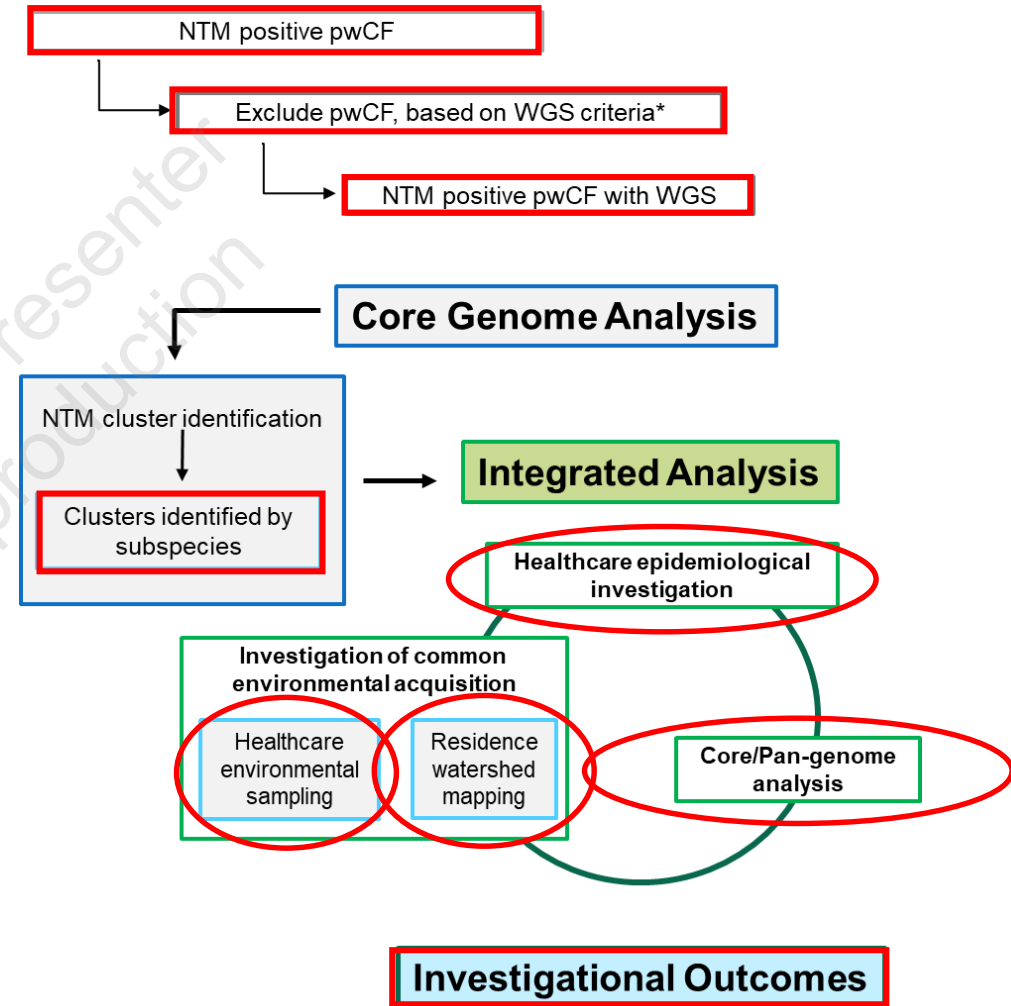 NTM positive pwCF
Exclude pwCF, based on WGS criteria*
NTM positive pwCF with WGS
resenter
production
Core Genome Analysis
NTM cluster identification
Clusters identified by
subspecies
Integrated Analysis
Healthcare epidemiological
investigation
Investigation of common
environmental acquisition
Healthcare
environmental
sampling
Residence
watershed
mapping
Core/Pan-genome
analysis
Investigational Outcomes